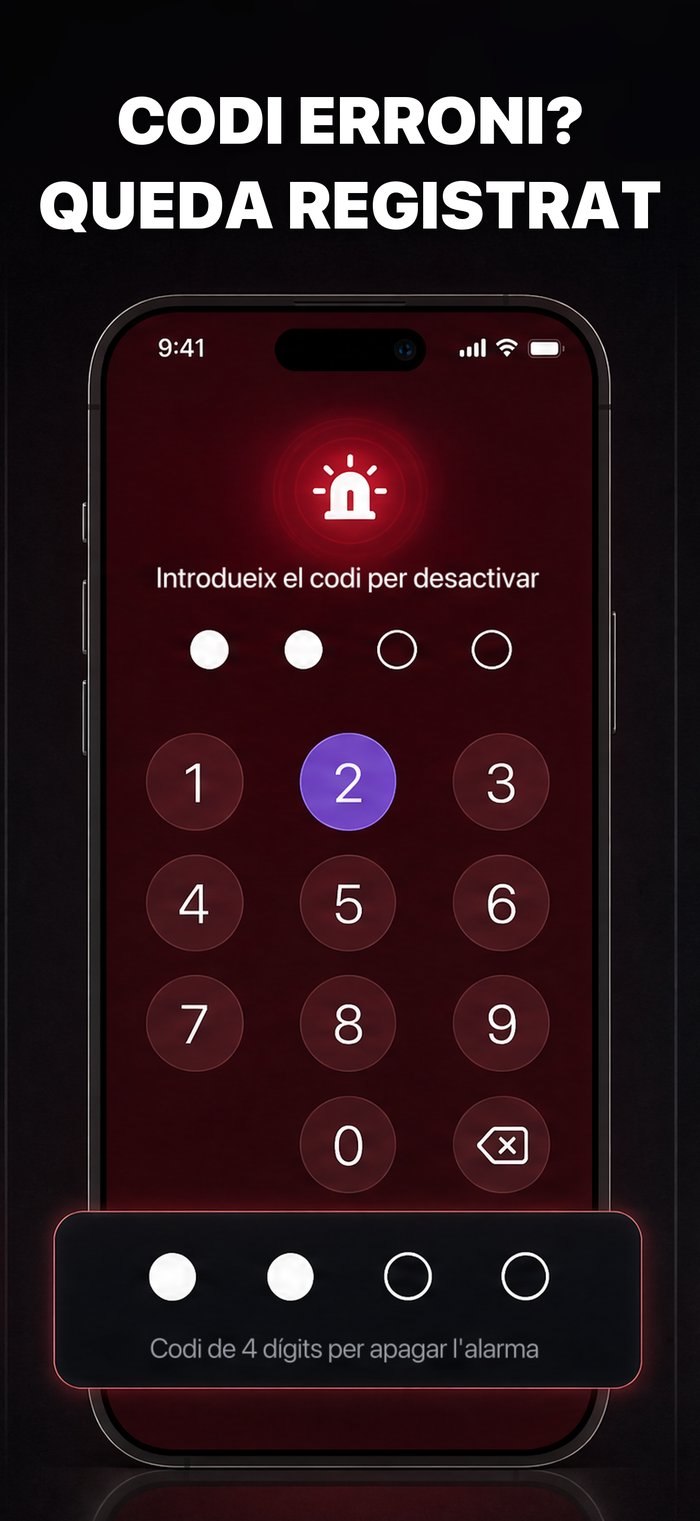 CODI ERRONI?
QUEDA REGISTRAT
9:41
Introdueix el codi per desactivar
1 2 3
4 5 6
7 8 9
0
Codi de 4 dígits per apagar l'alarma